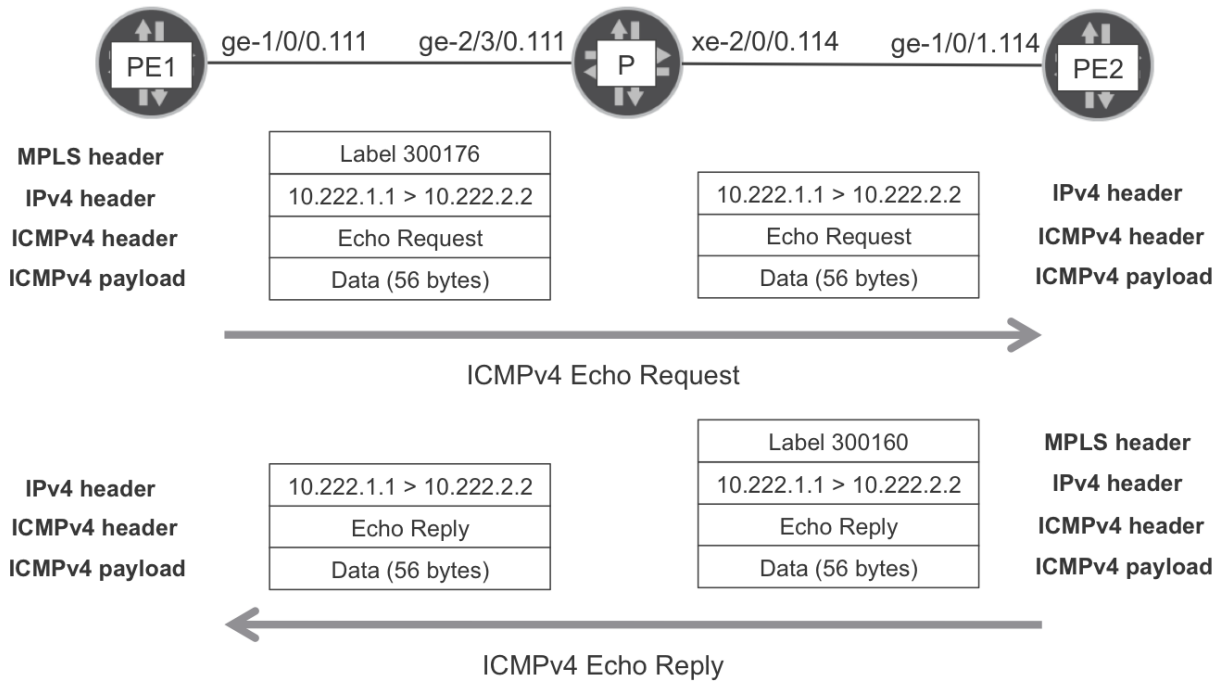 PE1
ge-1/0/0.111
ge-2/3/0.111
P
xe-2/0/0.114
ge-1/0/1.114
PE2
MPLS header
IPv4 header
ICMPv4 header
ICMPv4 payload
Label 300176
10.222.1.1 > 10.222.2.2
Echo Request
Data (56 bytes)
10.222.1.1 > 10.222.2.2
Echo Request
Data (56 bytes)
IPv4 header
ICMPv4 header
ICMPv4 payload
ICMPv4 Echo Request
IPv4 header
ICMPv4 header
ICMPv4 payload
10.222.1.1 > 10.222.2.2
Echo Reply
Data (56 bytes)
Label 300160
10.222.1.1 > 10.222.2.2
Echo Reply
Data (56 bytes)
MPLS header
IPv4 header
ICMPv4 header
ICMPv4 payload
ICMPv4 Echo Reply